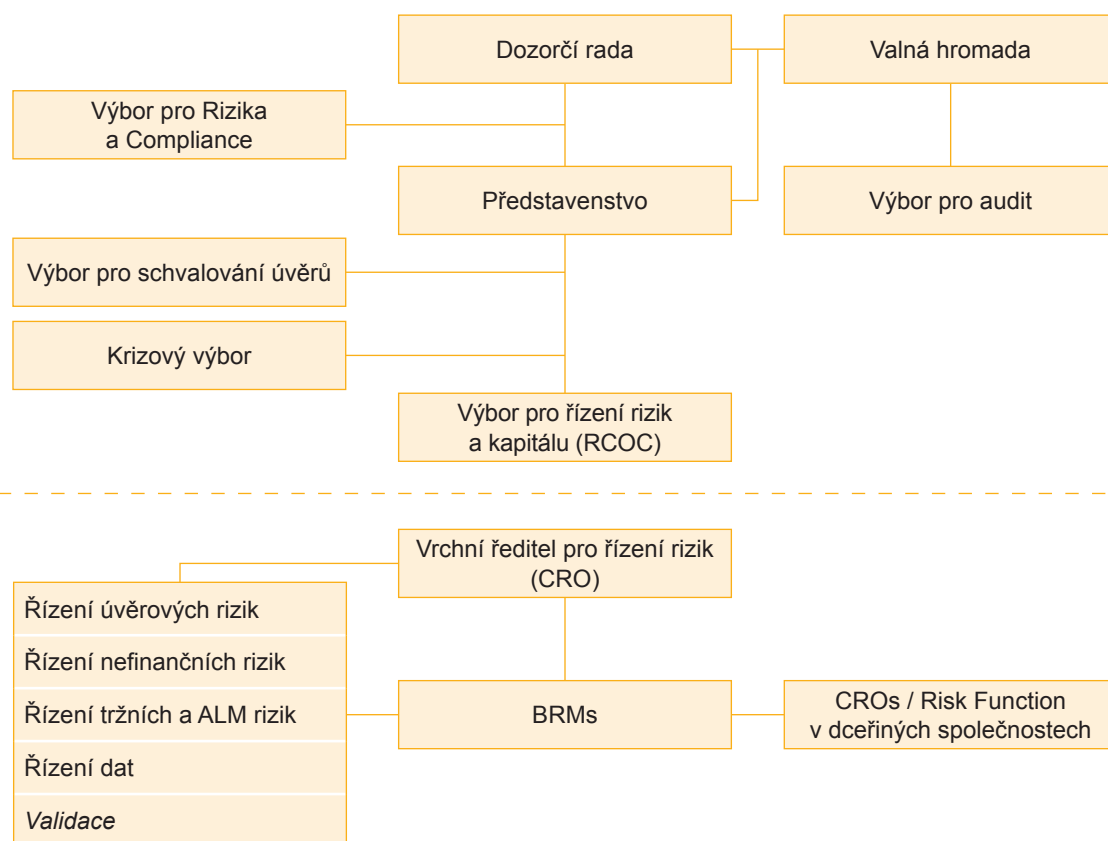 Dozorčí rada
Valná hromada
Výbor pro Rizika
a Compliance
Představenstvo
Výbor pro audit
Výbor pro schvalování úvěrů
Krizový výbor
Výbor pro řízení rizik
a kapitálu (RCOC)
Vrchní ředitel pro řízení rizik
(CRO)
Řízení úvěrových rizik
Řízení nefinančních rizik
Řízení tržních a ALM rizik
Řízení dat
Validace
BRMs
CROs / Risk Function
v dceřiných společnostech